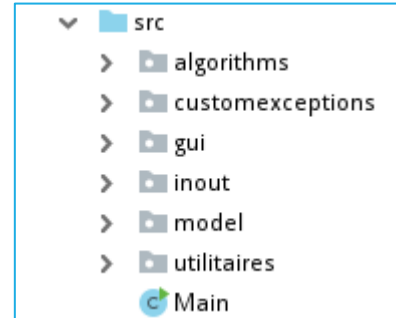 src
algorithms
customexceptions
gui
inout
model
utilitaires
Main